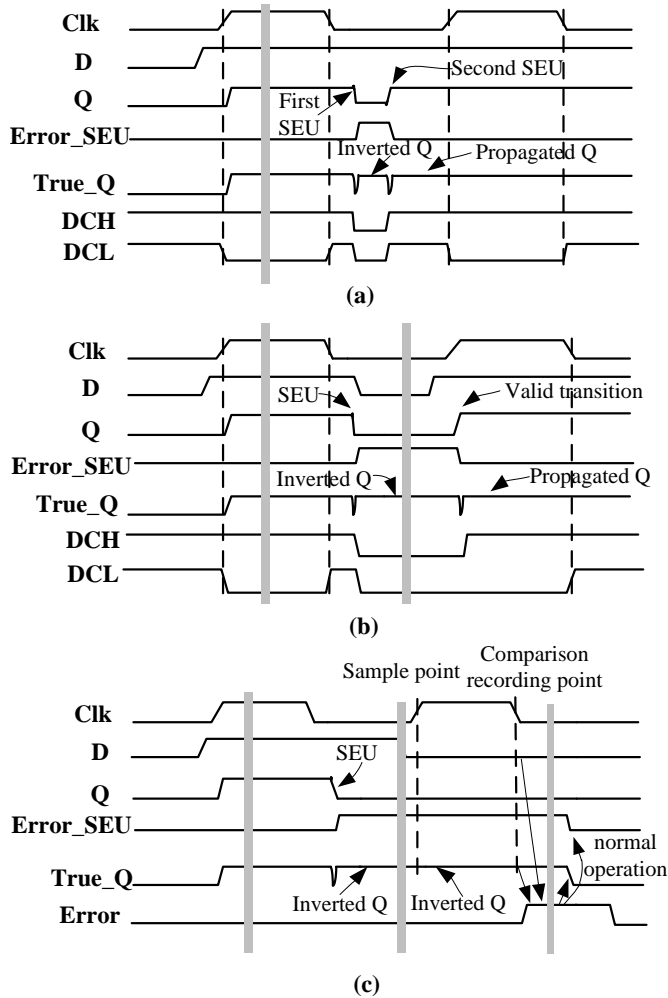 Clk
D
Second SEU
Q
First
SEU
Error_SEU
Inverted Q
Propagated Q
True_Q
DCH
DCL
(a)
Clk
D
SEU
Valid transition
Q
Error_SEU
Inverted Q
Propagated Q
True_Q
DCH
DCL
(b)
Sample point
Comparison
recording point
Clk
D
SEU
Q
Error_SEU
normal
operation
True_Q
Inverted Q
Inverted Q
Error
(c)